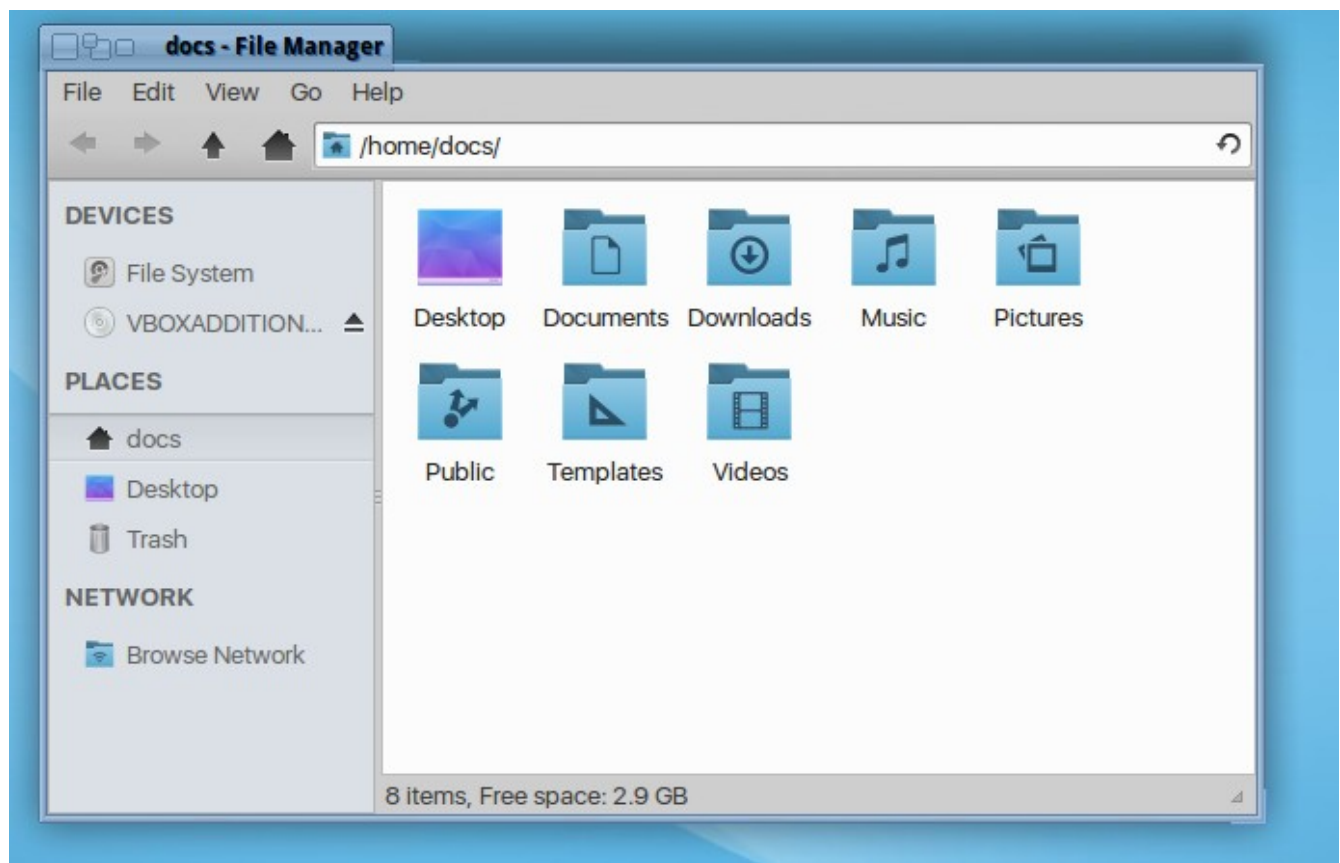 docs - File Manager
File Edit View Go Help
/home/docs/
DEVICES
File System
VBOXADDITION...
PLACES
docs
Desktop
Trash
NETWORK
Browse Network
Desktop Documents Downloads Music Pictures
Public Templates Videos
8 items, Free space: 2.9 GB